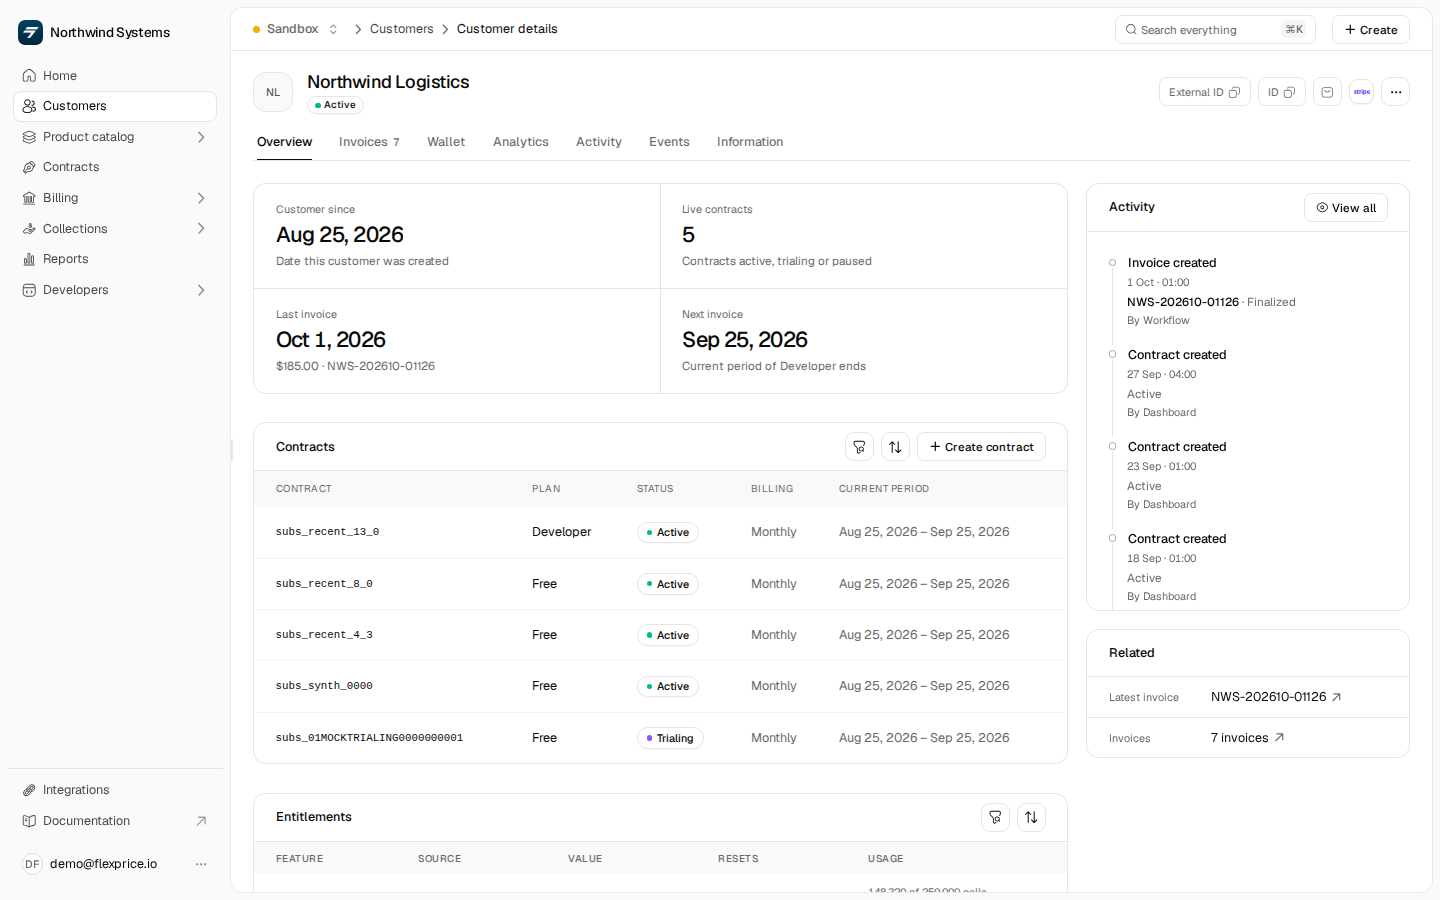 Northwind Systems
Home
Customers
Product catalog
Contracts
Billing
Collections
Reports
Developers
Integrations
Documentation
DF demo@flexprice.io
Sandbox Customers Customer details
Search everything ⌘K
Create
NL
Northwind Logistics
Active
External ID
ID
stripe
Overview Invoices 7 Wallet Analytics Activity Events Information
Customer since
Aug 25, 2026
Date this customer was created
Live contracts
5
Contracts active, trialing or paused
Last invoice
Oct 1, 2026
$185.00 · NWS-202610-01126
Next invoice
Sep 25, 2026
Current period of Developer ends
Contracts
Create contract
CONTRACT PLAN STATUS BILLING CURRENT PERIOD
subs_recent_13_0 Developer Active Monthly Aug 25, 2026 – Sep 25, 2026
subs_recent_8_0 Free Active Monthly Aug 25, 2026 – Sep 25, 2026
subs_recent_4_3 Free Active Monthly Aug 25, 2026 – Sep 25, 2026
subs_synth_0000 Free Active Monthly Aug 25, 2026 – Sep 25, 2026
subs_01MOCKTRIALING0000000001 Free Trialing Monthly Aug 25, 2026 – Sep 25, 2026
Entitlements
FEATURE SOURCE VALUE RESETS USAGE
Activity
View all
Invoice created
1 Oct · 01:00
NWS-202610-01126 · Finalized
By Workflow
Contract created
27 Sep · 04:00
Active
By Dashboard
Contract created
23 Sep · 01:00
Active
By Dashboard
Contract created
18 Sep · 01:00
Active
By Dashboard
Related
Latest invoice NWS-202610-01126
Invoices 7 invoices